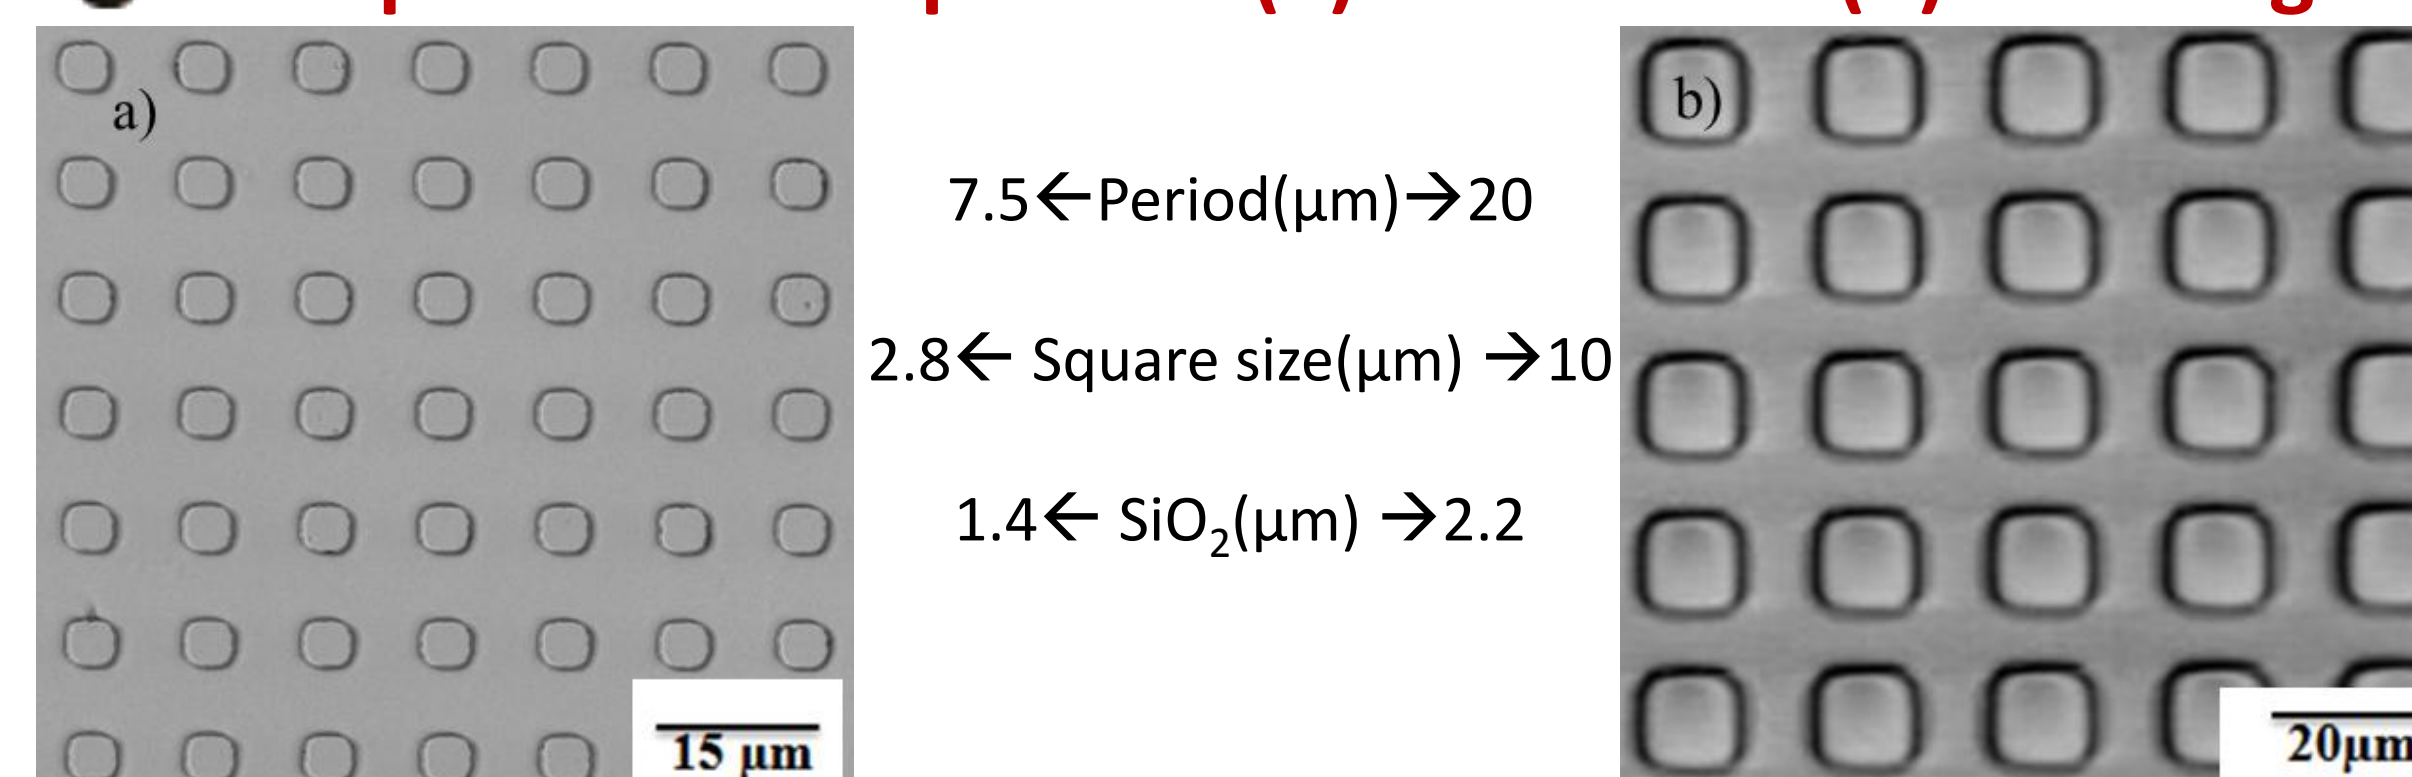 a)
7.5←Period(μm)→20
2.8← Square size(μm) →10
1.4← SiO₂(μm) →2.2
15 μm
b)
20μm